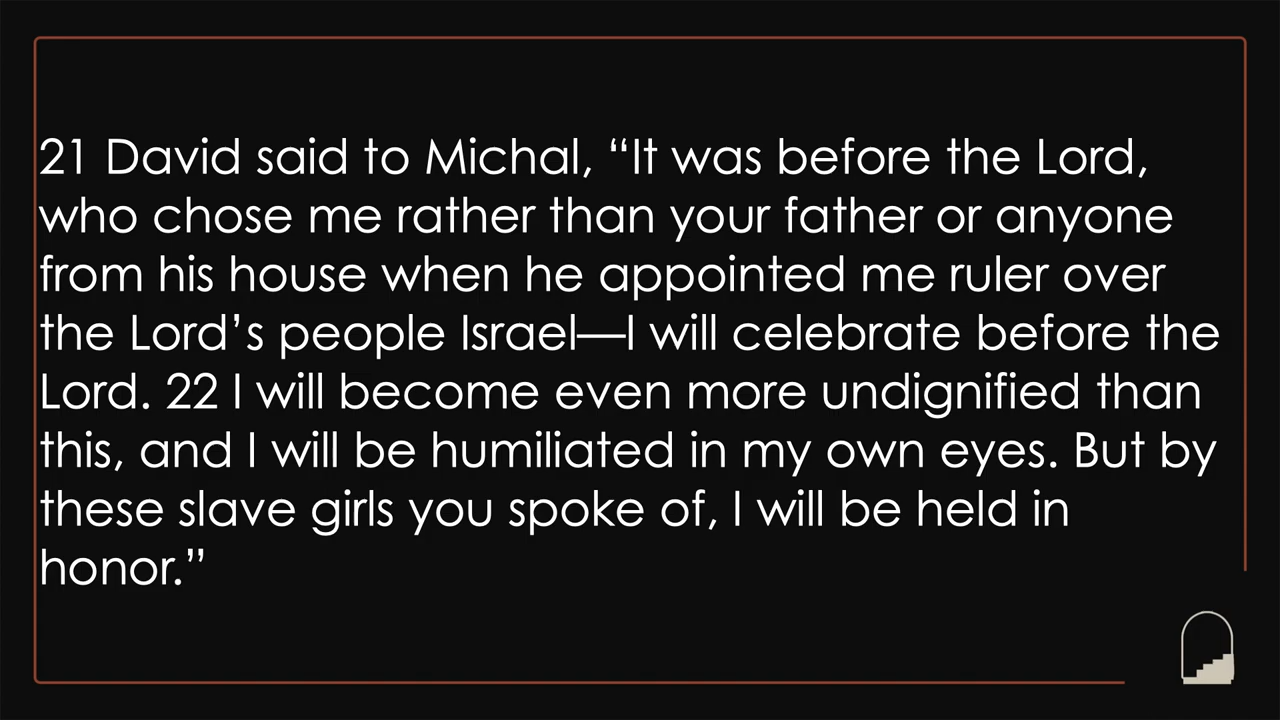 21 David said to Michal, “It was before the Lord,
who chose me rather than your father or anyone
from his house when he appointed me ruler over
the Lord’s people Israel—I will celebrate before the
Lord. 22 I will become even more undignified than
this, and I will be humiliated in my own eyes. But by
these slave girls you spoke of, I will be held in
honor.”